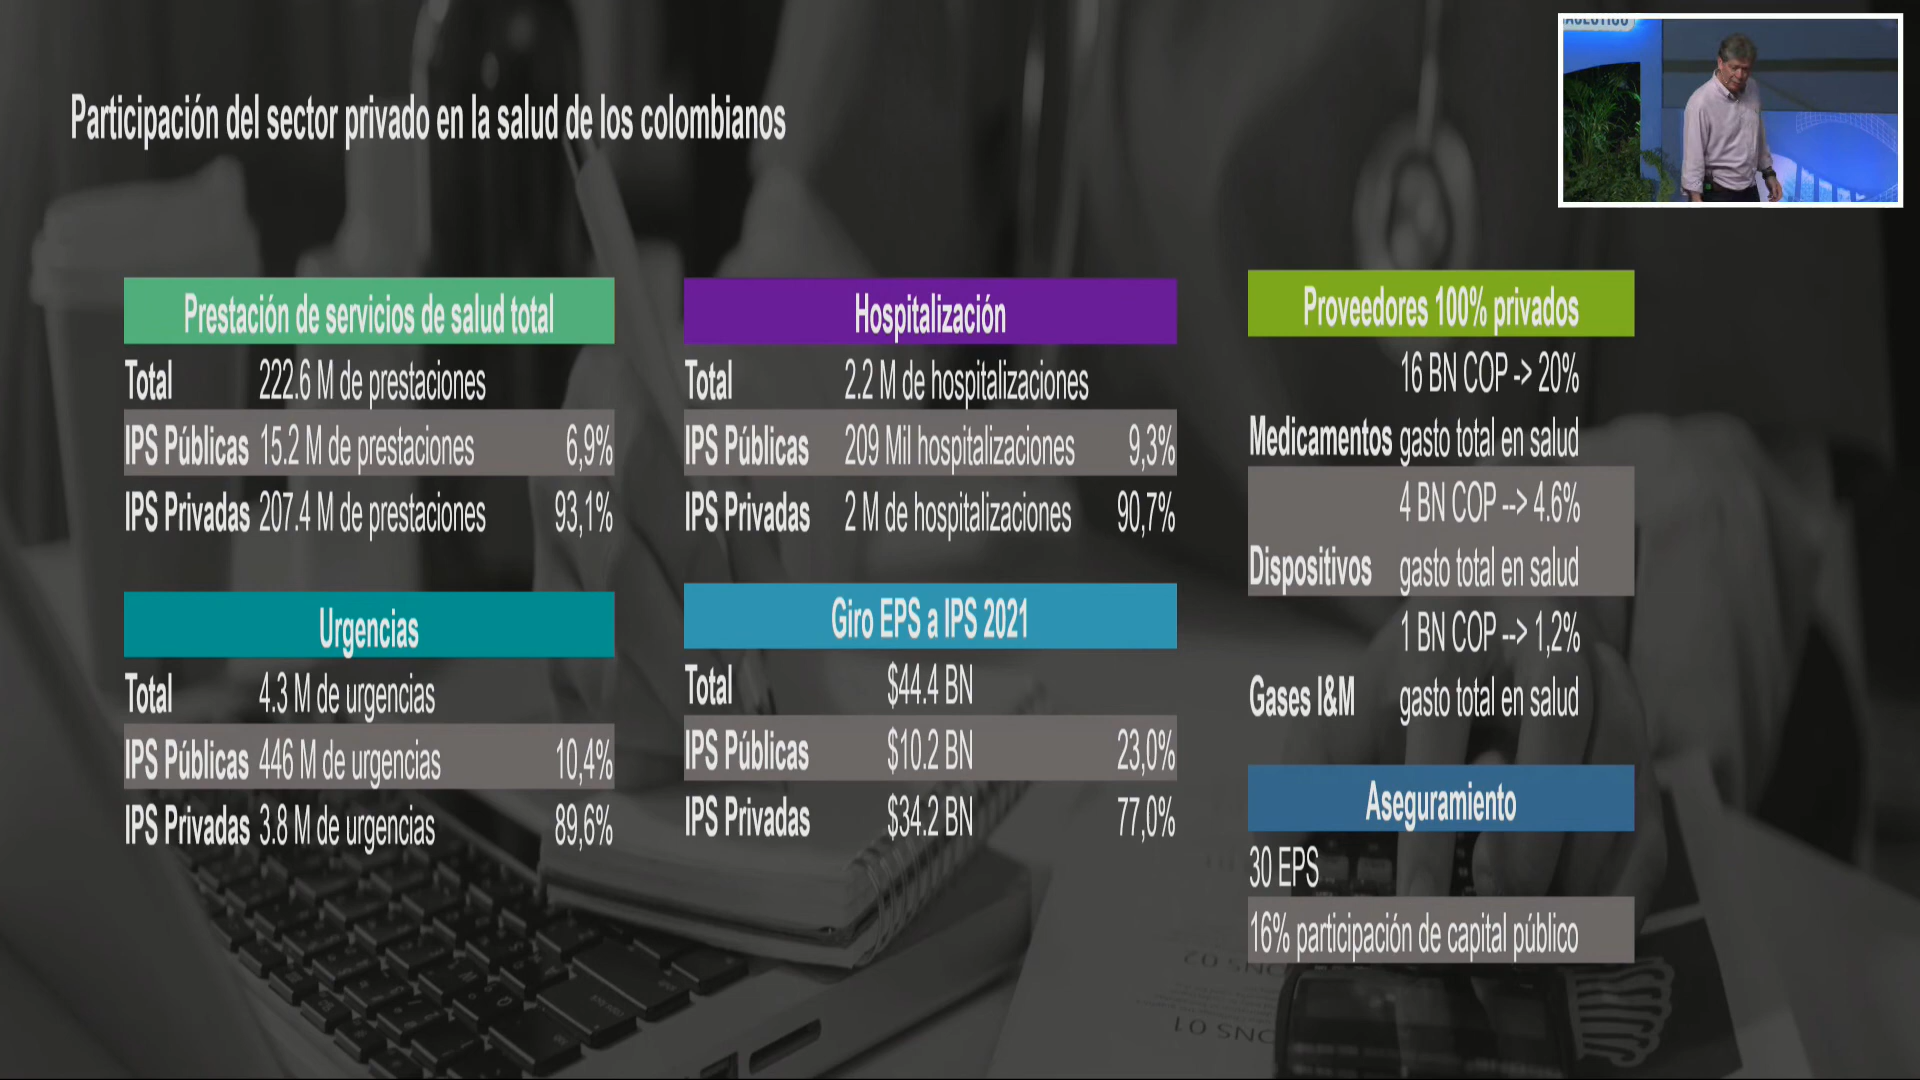 Participación del sector privado en la salud de los colombianos
Prestación de servicios de salud total
Total 222.6 M de prestaciones
IPS Públicas 15.2 M de prestaciones 6,9%
IPS Privadas 207.4 M de prestaciones 93,1%
Urgencias
Total 4.3 M de urgencias
IPS Públicas 446 M de urgencias 10,4%
IPS Privadas 3.8 M de urgencias 89,6%
Hospitalización
Total 2.2 M de hospitalizaciones
IPS Públicas 209 Mil hospitalizaciones 9,3%
IPS Privadas 2 M de hospitalizaciones 90,7%
Giro EPS a IPS 2021
Total $44.4 BN
IPS Públicas $10.2 BN 23,0%
IPS Privadas $34.2 BN 77,0%
Proveedores 100% privados
16 BN COP -> 20%
Medicamentos gasto total en salud
4 BN COP --> 4.6%
Dispositivos gasto total en salud
1 BN COP --> 1,2%
Gases I&M gasto total en salud
Aseguramiento
30 EPS
16% participación de capital público